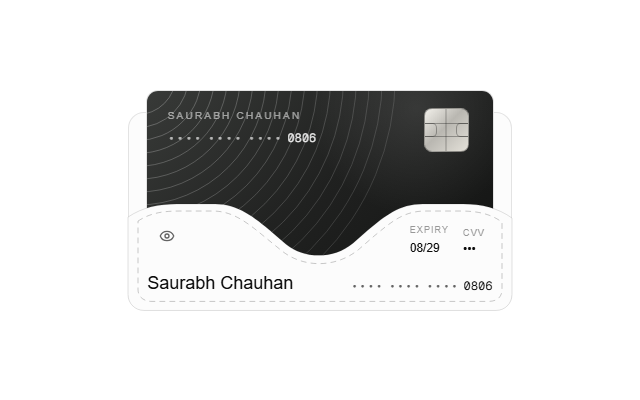 SAURABH CHAUHAN
•••• •••• •••• 0806
EXPIRY CVV
08/29 •••
Saurabh Chauhan •••• •••• •••• 0806